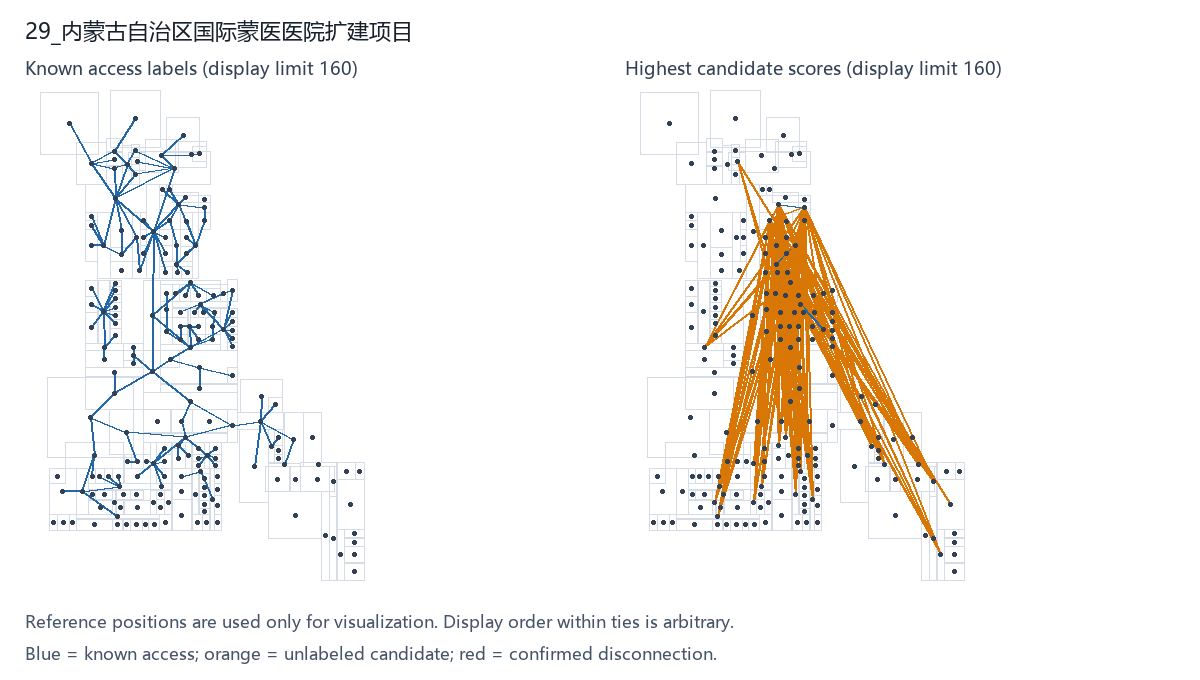 29_内蒙古自治区国际蒙医医院扩建项目
Known access labels (display limit 160)
Highest candidate scores (display limit 160)
Reference positions are used only for visualization. Display order within ties is arbitrary.
Blue = known access; orange = unlabeled candidate; red = confirmed disconnection.